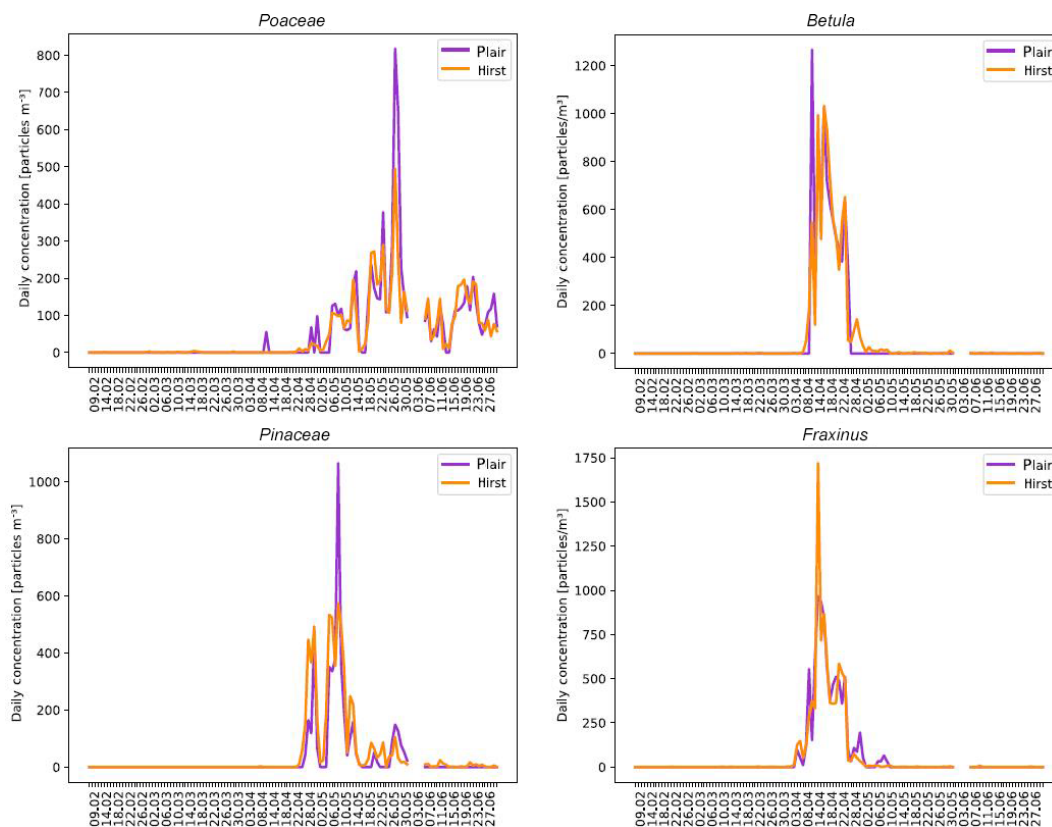 Poaceae
Plair
Hirst
Daily concentration [particles m⁻³]
800
700
600
500
400
300
200
100
0
09.02 14.02 18.02 22.02 26.02 02.03 06.03 10.03 14.03 18.03 22.03 26.03 30.03 03.04 08.04 14.04 18.04 22.04 28.04 02.05 06.05 10.05 14.05 18.05 22.05 26.05 30.05 03.06 07.06 11.06 15.06 19.06 23.06 27.06
Betula
Plair
Hirst
Daily concentration [particles/m³]
1200
1000
800
600
400
200
0
09.02 14.02 18.02 22.02 26.02 02.03 06.03 10.03 14.03 18.03 22.03 26.03 30.03 03.04 08.04 14.04 18.04 22.04 28.04 02.05 06.05 10.05 14.05 18.05 22.05 26.05 30.05 03.06 07.06 11.06 15.06 19.06 23.06 27.06
Pinaceae
Plair
Hirst
Daily concentration [particles m⁻³]
1000
800
600
400
200
0
09.02 14.02 18.02 22.02 26.02 02.03 06.03 10.03 14.03 18.03 22.03 26.03 30.03 03.04 08.04 14.04 18.04 22.04 28.04 02.05 06.05 10.05 14.05 18.05 22.05 26.05 30.05 03.06 07.06 11.06 15.06 19.06 23.06 27.06
Fraxinus
Plair
Hirst
Daily concentration [particles/m³]
1750
1500
1250
1000
750
500
250
0
09.02 14.02 18.02 22.02 26.02 02.03 06.03 10.03 14.03 18.03 22.03 26.03 30.03 03.04 08.04 14.04 18.04 22.04 28.04 02.05 06.05 10.05 14.05 18.05 22.05 26.05 30.05 03.06 07.06 11.06 15.06 19.06 23.06 27.06